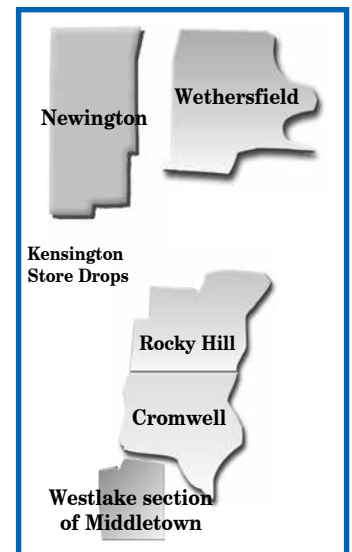 Newington
Wethersfield
Kensington
Store Drops
Rocky Hill
Cromwell
Westlake section
of Middletown